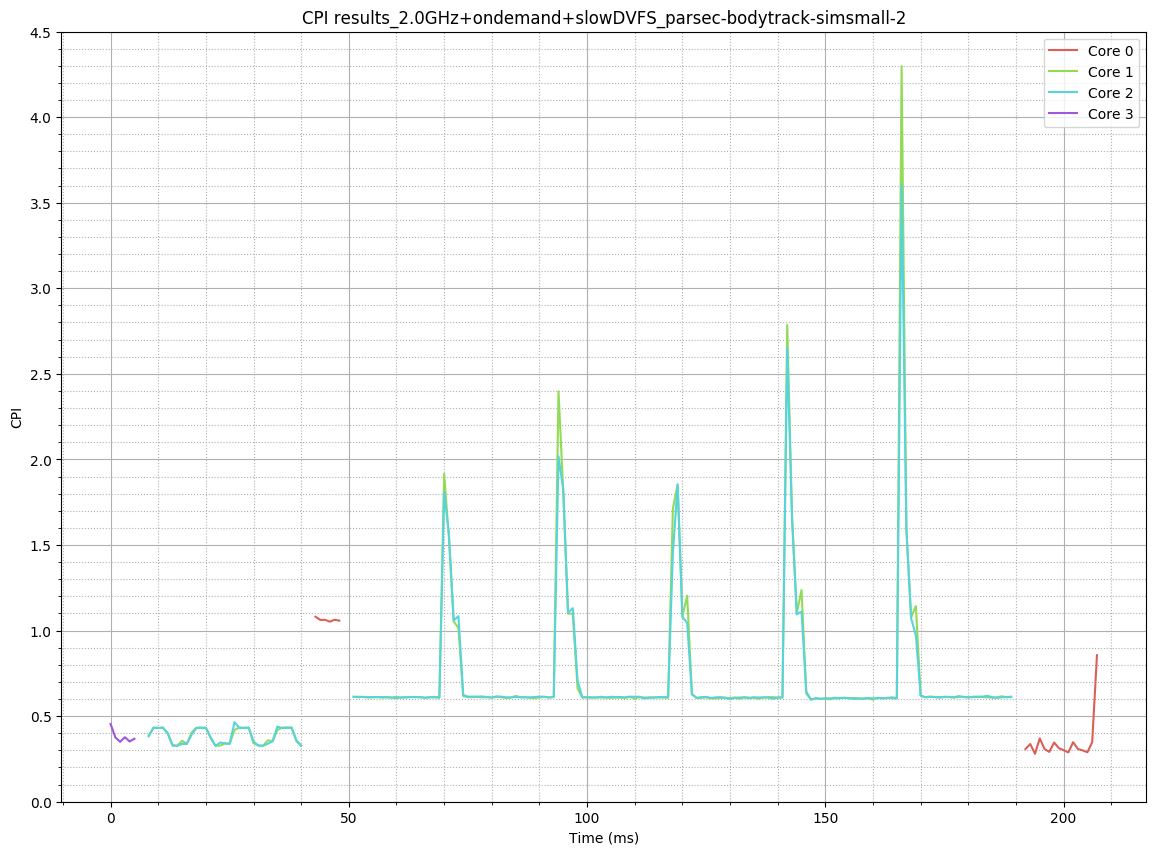 CPI results_2.0GHz+ondemand+slowDVFS_parsec-bodytrack-simsmall-2
4.5
4.0
3.5
3.0
2.5
2.0
1.5
1.0
0.5
0.0
CPI
Core 0
Core 1
Core 2
Core 3
0 50 100 150 200
Time (ms)